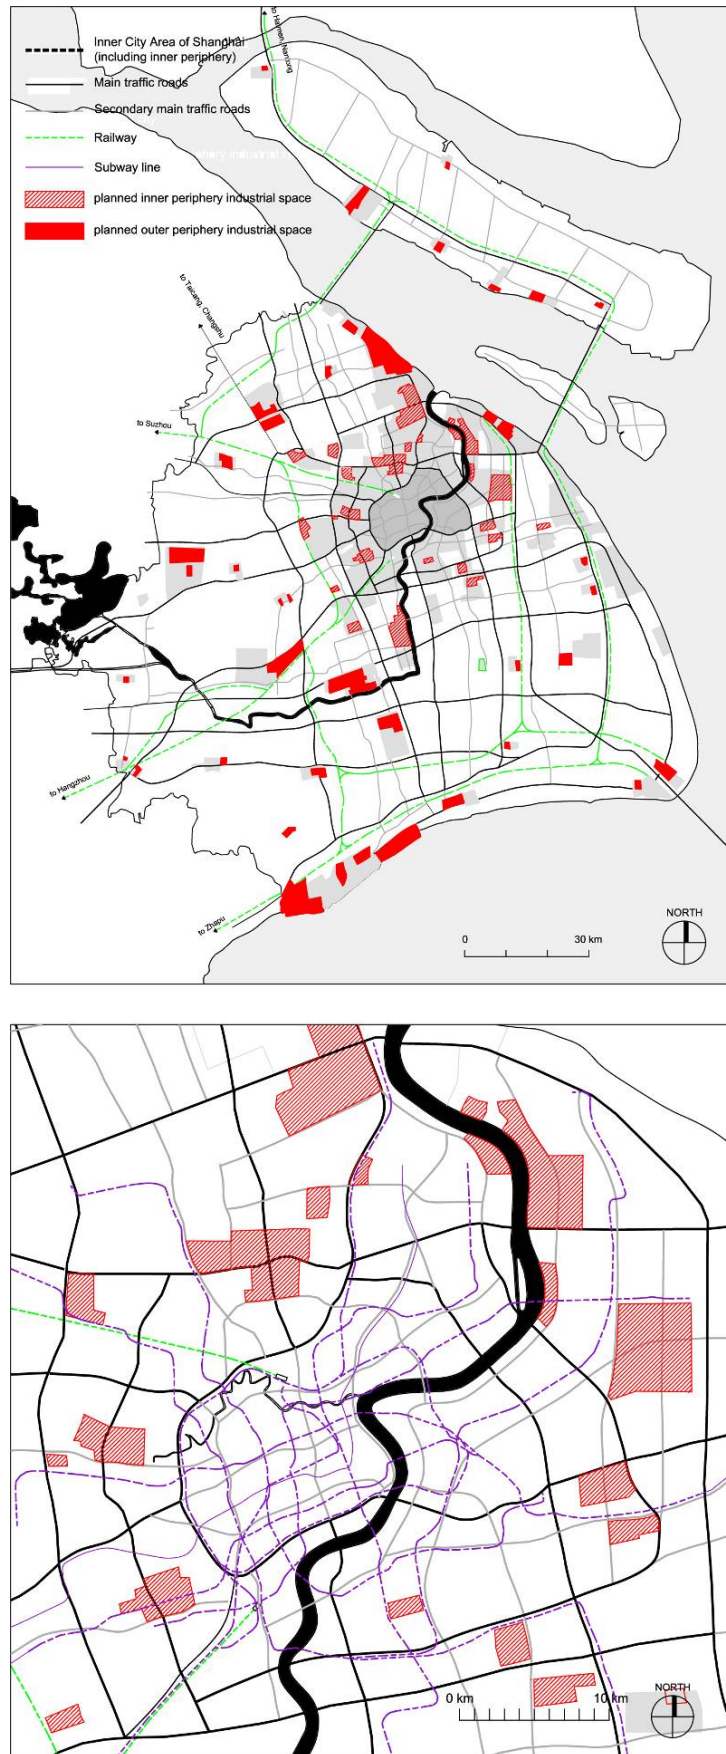 to Haimen, Nantong
Inner City Area of Shanghai
(including inner periphery)
Main traffic roads
Secondary main traffic roads
Railway
Subway line
planned inner periphery industrial space
planned outer periphery industrial space
to Taicang, Changshu
to Suzhou
to Hangzhou
to Zhapu
NORTH
0 30 km
NORTH
0 km 10 km